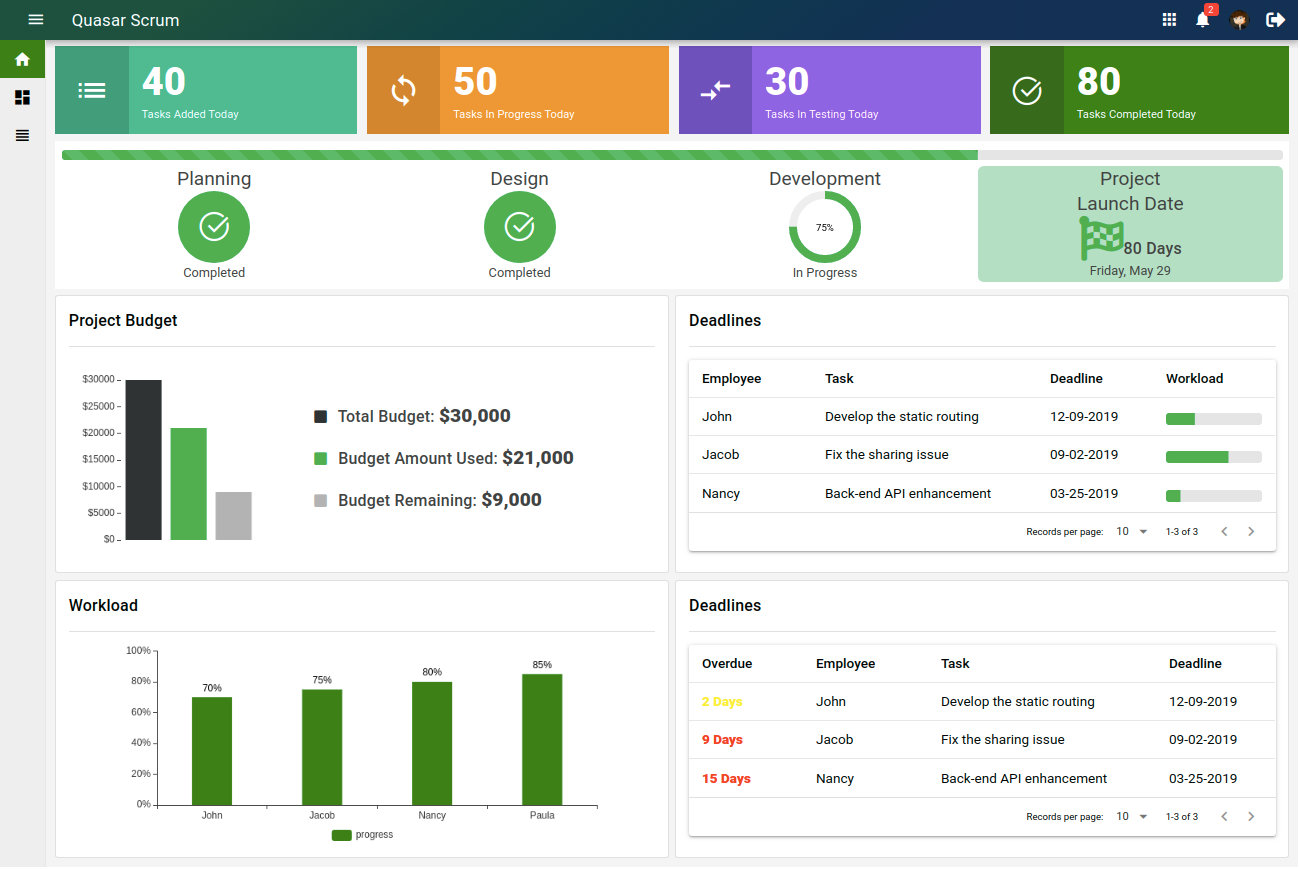 Quasar Scrum
2
40
Tasks Added Today
50
Tasks In Progress Today
30
Tasks In Testing Today
80
Tasks Completed Today
Planning
Completed
Design
Completed
Development
75%
In Progress
Project
Launch Date
80 Days
Friday, May 29
Project Budget
$30000
$25000
$20000
$15000
$10000
$5000
$0
Total Budget: $30,000
Budget Amount Used: $21,000
Budget Remaining: $9,000
Deadlines
Employee Task Deadline Workload
John Develop the static routing 12-09-2019
Jacob Fix the sharing issue 09-02-2019
Nancy Back-end API enhancement 03-25-2019
Records per page: 10 1-3 of 3
Workload
100%
80%
60%
40%
20%
0%
70%
75%
80%
85%
John Jacob Nancy Paula
progress
Deadlines
Overdue Employee Task Deadline
2 Days John Develop the static routing 12-09-2019
9 Days Jacob Fix the sharing issue 09-02-2019
15 Days Nancy Back-end API enhancement 03-25-2019
Records per page: 10 1-3 of 3